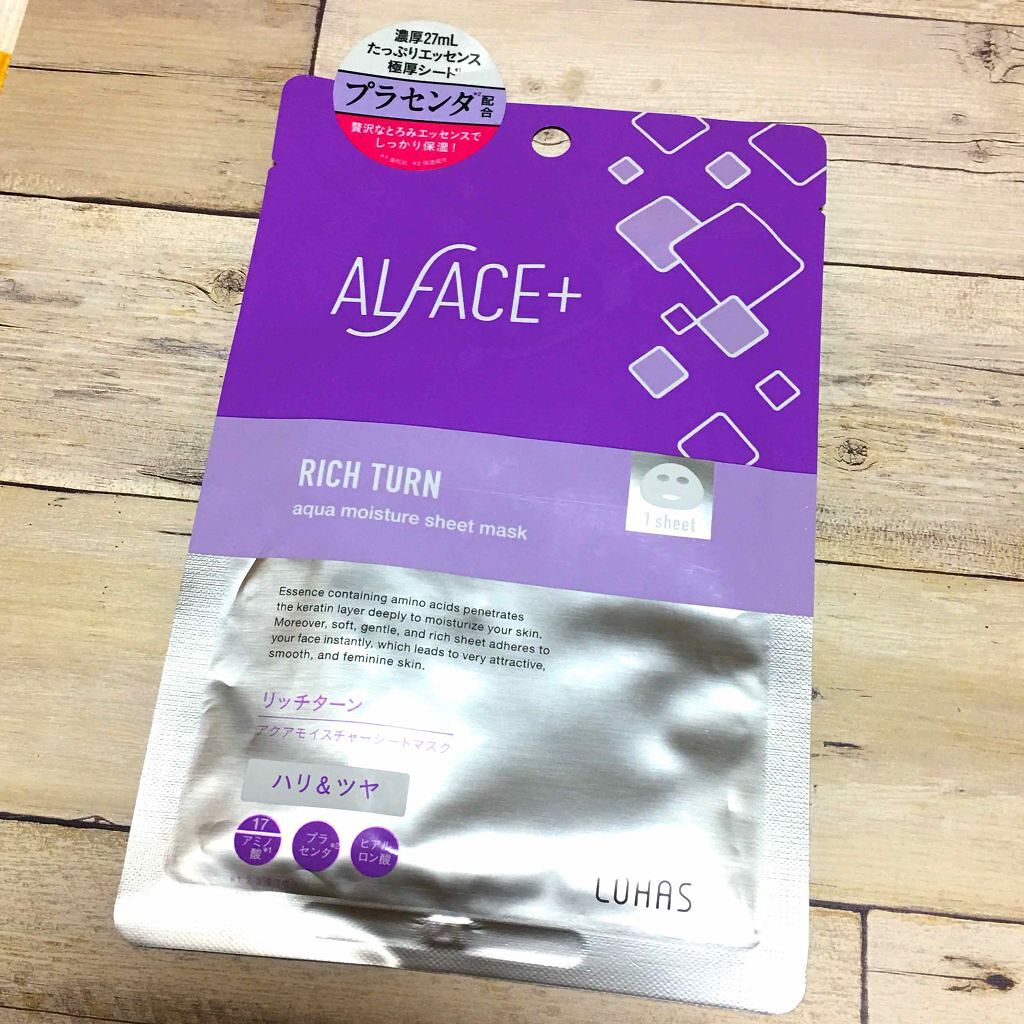 濃厚27mL
たっぷりエッセンス
極厚シート*1
プラセンタ*2配合
贅沢なとろみエッセンスで
しっかり保湿！
ALFACE+
RICH TURN
aqua moisture sheet mask
1 sheet
Essence containing amino acids penetrates
the keratin layer deeply to moisturize your skin.
Moreover, soft, gentle, and rich sheet adheres to
your face instantly, which leads to very attractive,
smooth, and feminine skin.
リッチターン
アクアモイスチャーシートマスク
ハリ＆ツヤ
17
アミノ
酸*1
プラ
センタ*2
ヒアル
ロン酸
LUHAS